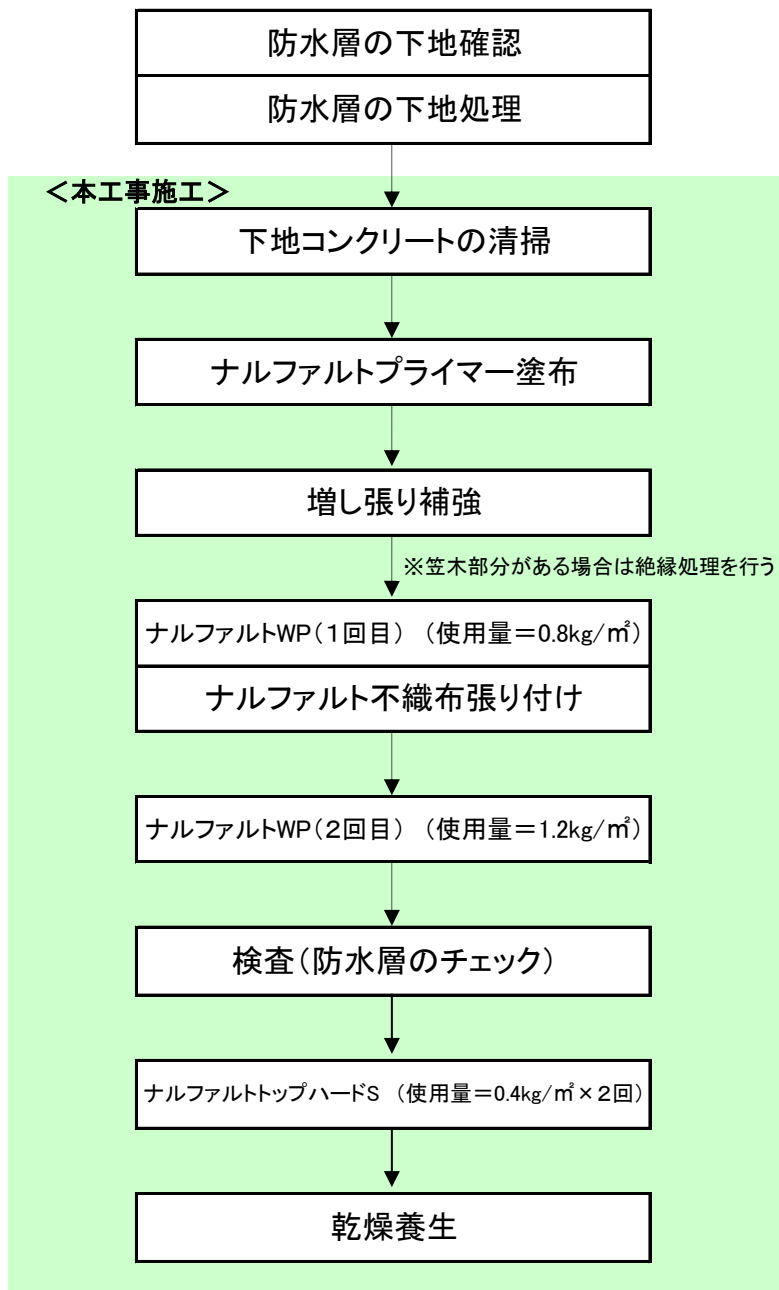 防水層の下地確認
防水層の下地処理
＜本工事施工＞
下地コンクリートの清掃
ナルファルトプライマー塗布
増し張り補強
※笠木部分がある場合は絶縁処理を行う
ナルファルトWP（１回目）　（使用量＝0.8kg/㎡）
ナルファルト不織布張り付け
ナルファルトWP（２回目）　（使用量＝1.2kg/㎡）
検査（防水層のチェック）
ナルファルトトップハードS　（使用量＝0.4kg/㎡×２回）
乾燥養生